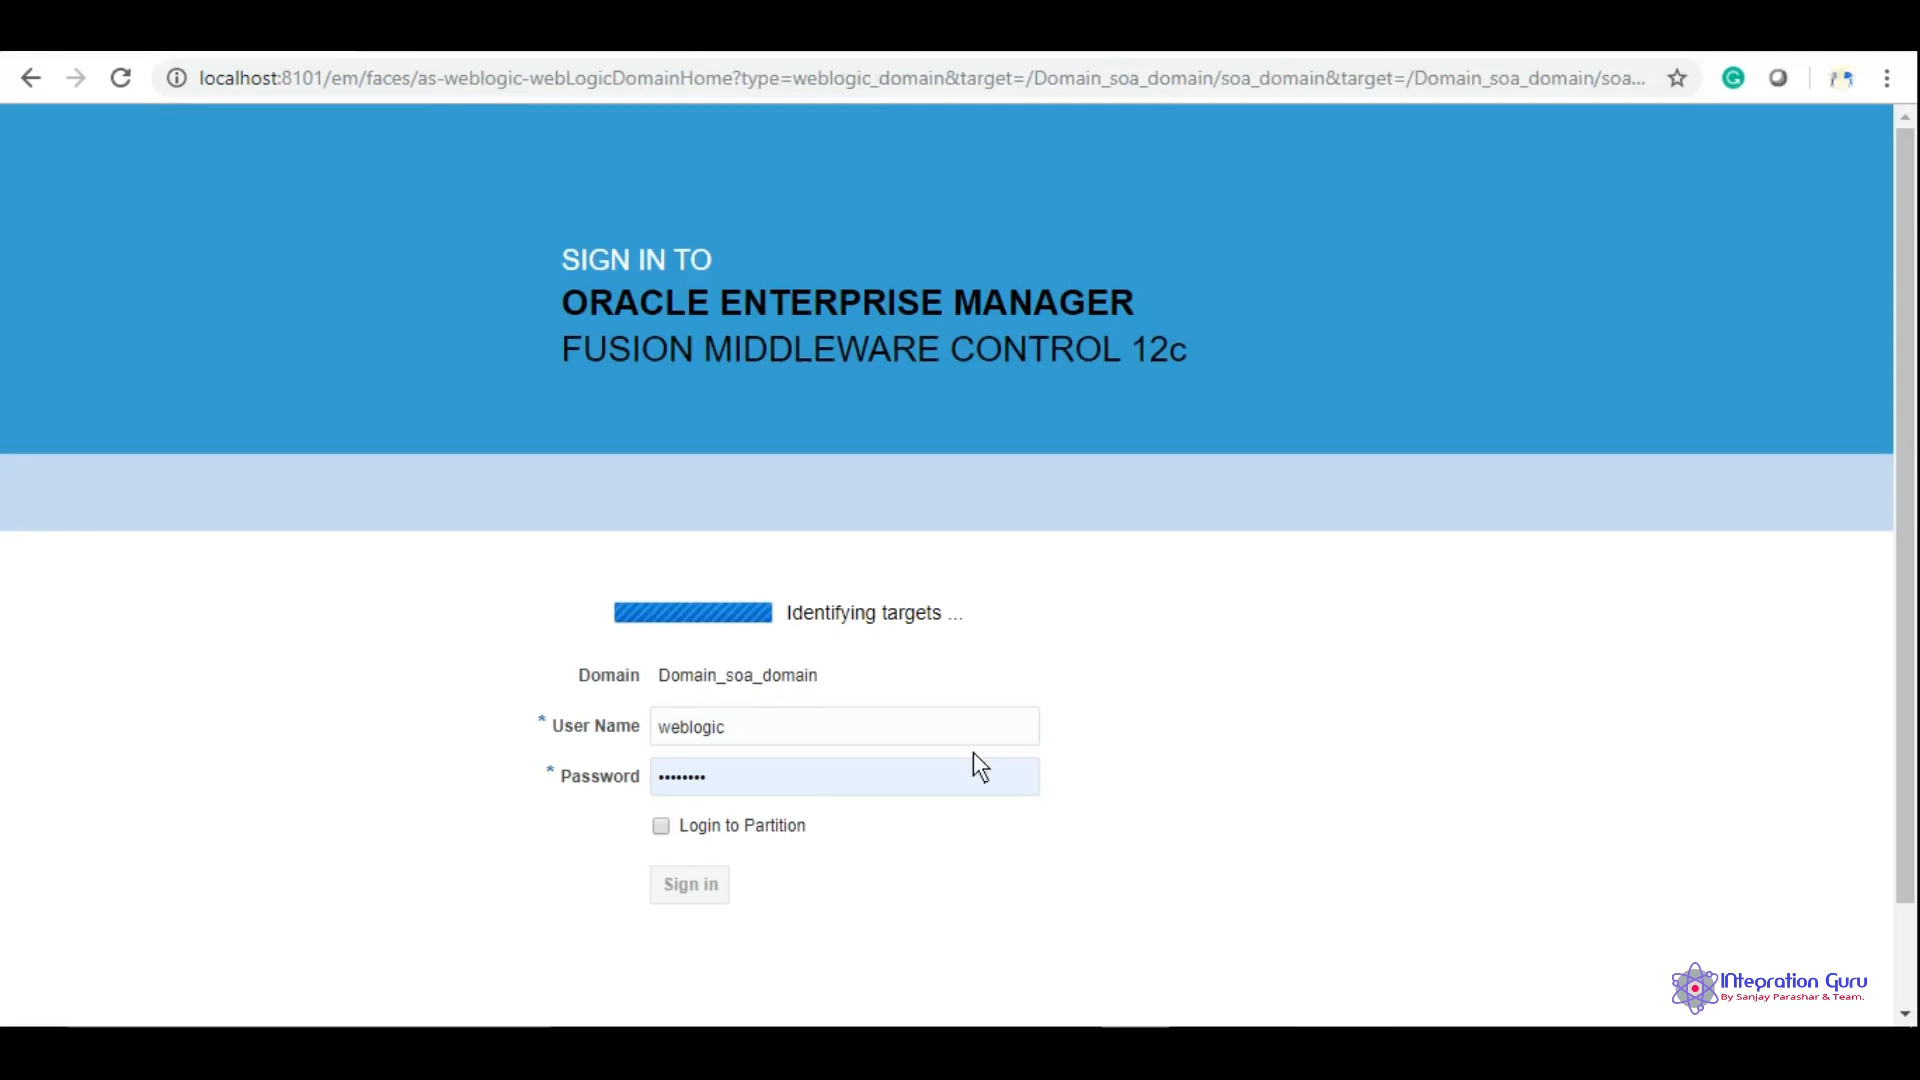 localhost:8101/em/faces/as-weblogic-webLogicDomainHome?type=weblogic_domain&target=/Domain_soa_domain/soa_domain&target=/Domain_soa_domain/soa...
SIGN IN TO
ORACLE ENTERPRISE MANAGER
FUSION MIDDLEWARE CONTROL 12c
Identifying targets ...
Domain Domain_soa_domain
* User Name weblogic
* Password ••••••••
Login to Partition
Sign in
INtegration Guru
By Sanjay Parashar & Team.